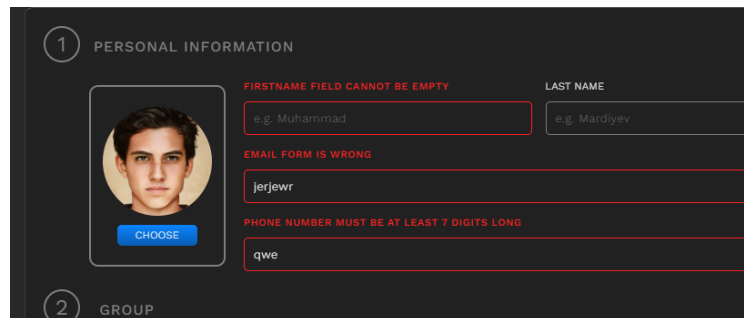 1 PERSONAL INFORMATION
FIRSTNAME FIELD CANNOT BE EMPTY LAST NAME
e.g. Muhammad e.g. Mardiyev
EMAIL FORM IS WRONG
jerjewr
PHONE NUMBER MUST BE AT LEAST 7 DIGITS LONG
CHOOSE
qwe
2 GROUP